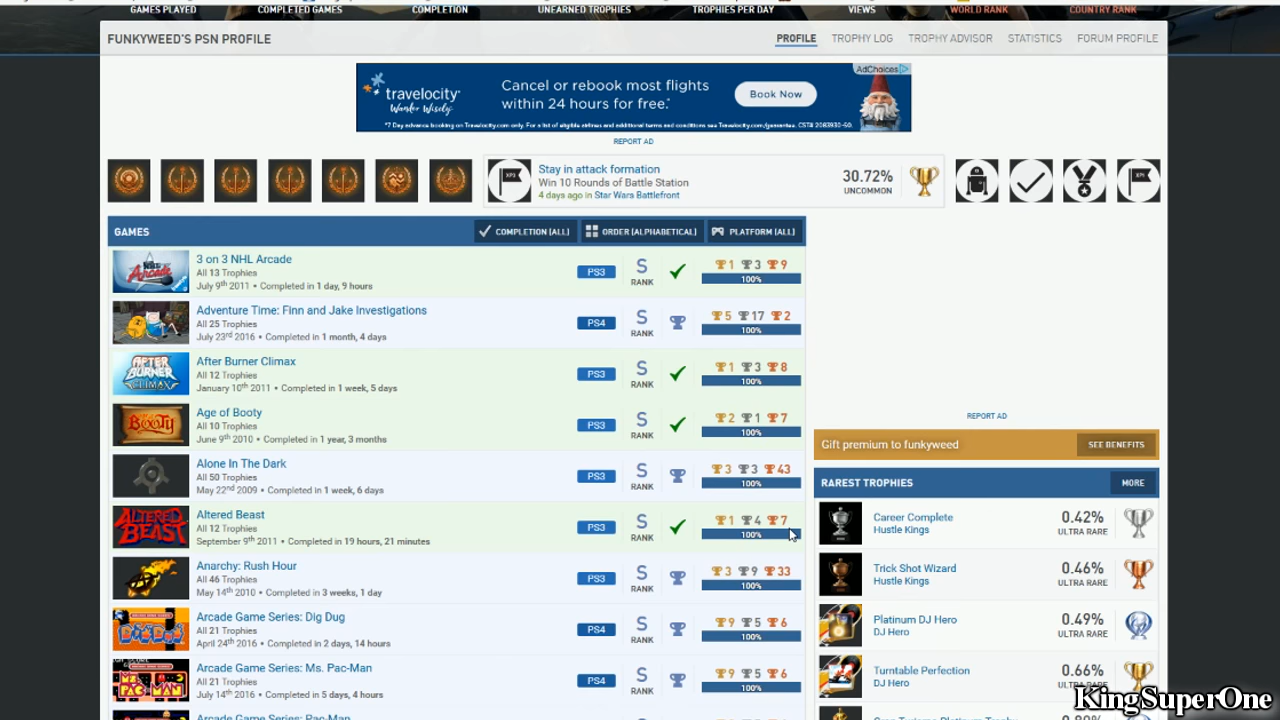 GAMES PLAYED COMPLETED GAMES COMPLETION UNEARNED TROPHIES TROPHIES PER DAY VIEWS WORLD RANK COUNTRY RANK
FUNKYWEED'S PSN PROFILE
PROFILE TROPHY LOG TROPHY ADVISOR STATISTICS FORUM PROFILE
AdChoices
travelocity
Wander Wisely.
Cancel or rebook most flights
within 24 hours for free.*
Book Now
REPORT AD
XP3
Stay in attack formation
Win 10 Rounds of Battle Station
4 days ago in Star Wars Battlefront
30.72%
UNCOMMON
XP1
GAMES
COMPLETION (ALL) ORDER (ALPHABETICAL) PLATFORM (ALL)
3 on 3 NHL Arcade
All 13 Trophies
July 9th 2011 • Completed in 1 day, 9 hours
PS3 S RANK 1 3 9 100%
Adventure Time: Finn and Jake Investigations
All 25 Trophies
July 23rd 2016 • Completed in 1 month, 4 days
PS4 S RANK 5 17 2 100%
After Burner Climax
All 12 Trophies
January 10th 2011 • Completed in 1 week, 5 days
PS3 S RANK 1 3 8 100%
Age of Booty
All 10 Trophies
June 9th 2010 • Completed in 1 year, 3 months
PS3 S RANK 2 1 7 100%
Alone In The Dark
All 50 Trophies
May 22nd 2009 • Completed in 1 week, 6 days
PS3 S RANK 3 3 43 100%
Altered Beast
All 12 Trophies
September 9th 2011 • Completed in 19 hours, 21 minutes
PS3 S RANK 1 4 7 100%
Anarchy: Rush Hour
All 46 Trophies
May 14th 2010 • Completed in 3 weeks, 1 day
PS3 S RANK 3 9 33 100%
Arcade Game Series: Dig Dug
All 21 Trophies
April 24th 2016 • Completed in 2 days, 14 hours
PS4 S RANK 9 5 6 100%
Arcade Game Series: Ms. Pac-Man
All 21 Trophies
July 14th 2016 • Completed in 5 days, 4 hours
PS4 S RANK 9 5 6 100%
Arcade Game Series: Pac-Man
REPORT AD
Gift premium to funkyweed SEE BENEFITS
RAREST TROPHIES MORE
Career Complete
Hustle Kings
0.42%
ULTRA RARE
Trick Shot Wizard
Hustle Kings
0.46%
ULTRA RARE
Platinum DJ Hero
DJ Hero
0.49%
ULTRA RARE
Turntable Perfection
DJ Hero
0.66%
ULTRA RARE
KingSuperOne